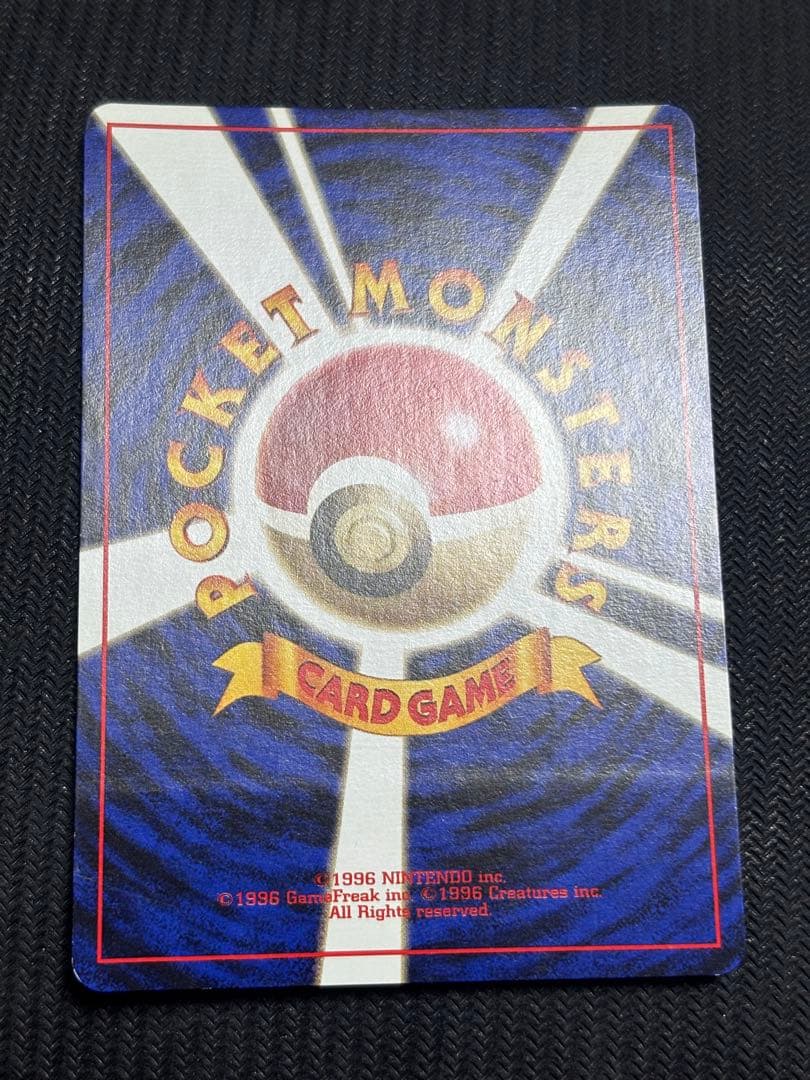 POCKET MONSTERS
CARD GAME
©1996 NINTENDO inc.
©1996 GameFreak inc. ©1996 Creatures inc.
All Rights reserved.